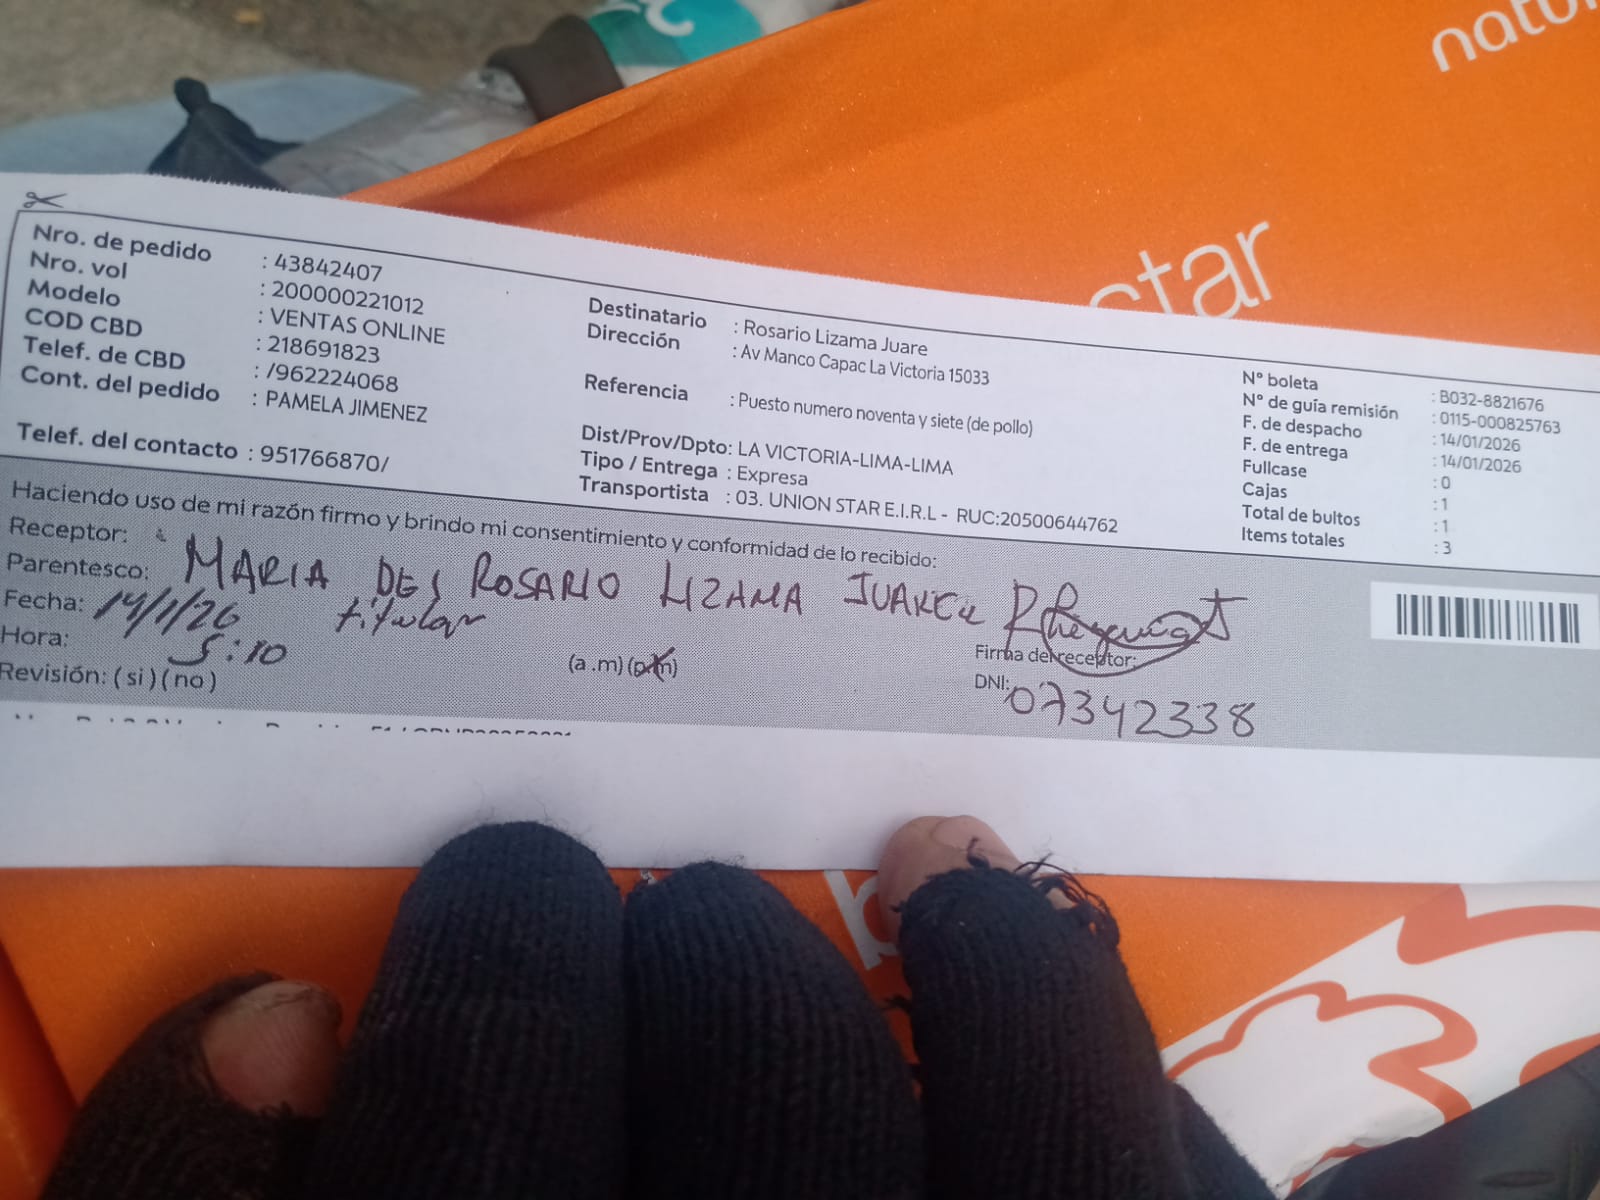 natu
star
Nro. de pedido : 43842407
Nro. vol : 200000221012
Modelo : VENTAS ONLINE
COD CBD : 218691823
Telef. de CBD : /962224068
Cont. del pedido : PAMELA JIMENEZ
Telef. del contacto : 951766870/
Destinatario : Rosario Lizama Juare
Dirección : Av Manco Capac La Victoria 15033
Referencia : Puesto numero noventa y siete (de pollo)
Dist/Prov/Dpto: LA VICTORIA-LIMA-LIMA
Tipo / Entrega : Expresa
Transportista : 03. UNION STAR E.I.R.L - RUC:20500644762
N° boleta : B032-8821676
N° de guía remisión : 0115-000825763
F. de despacho : 14/01/2026
F. de entrega : 14/01/2026
Fullcase : 0
Cajas : 1
Total de bultos : 1
Items totales : 3
Haciendo uso de mi razón firmo y brindo mi consentimiento y conformidad de lo recibido:
Receptor: MARIA DEL ROSARIO LIZAMA JUAREZ
Parentesco: titular
Fecha: 14/1/26
Hora: 5:10 (a.m) (p.m)
Revisión: ( si ) ( no )
Firma del receptor:
DNI: 07342338
b